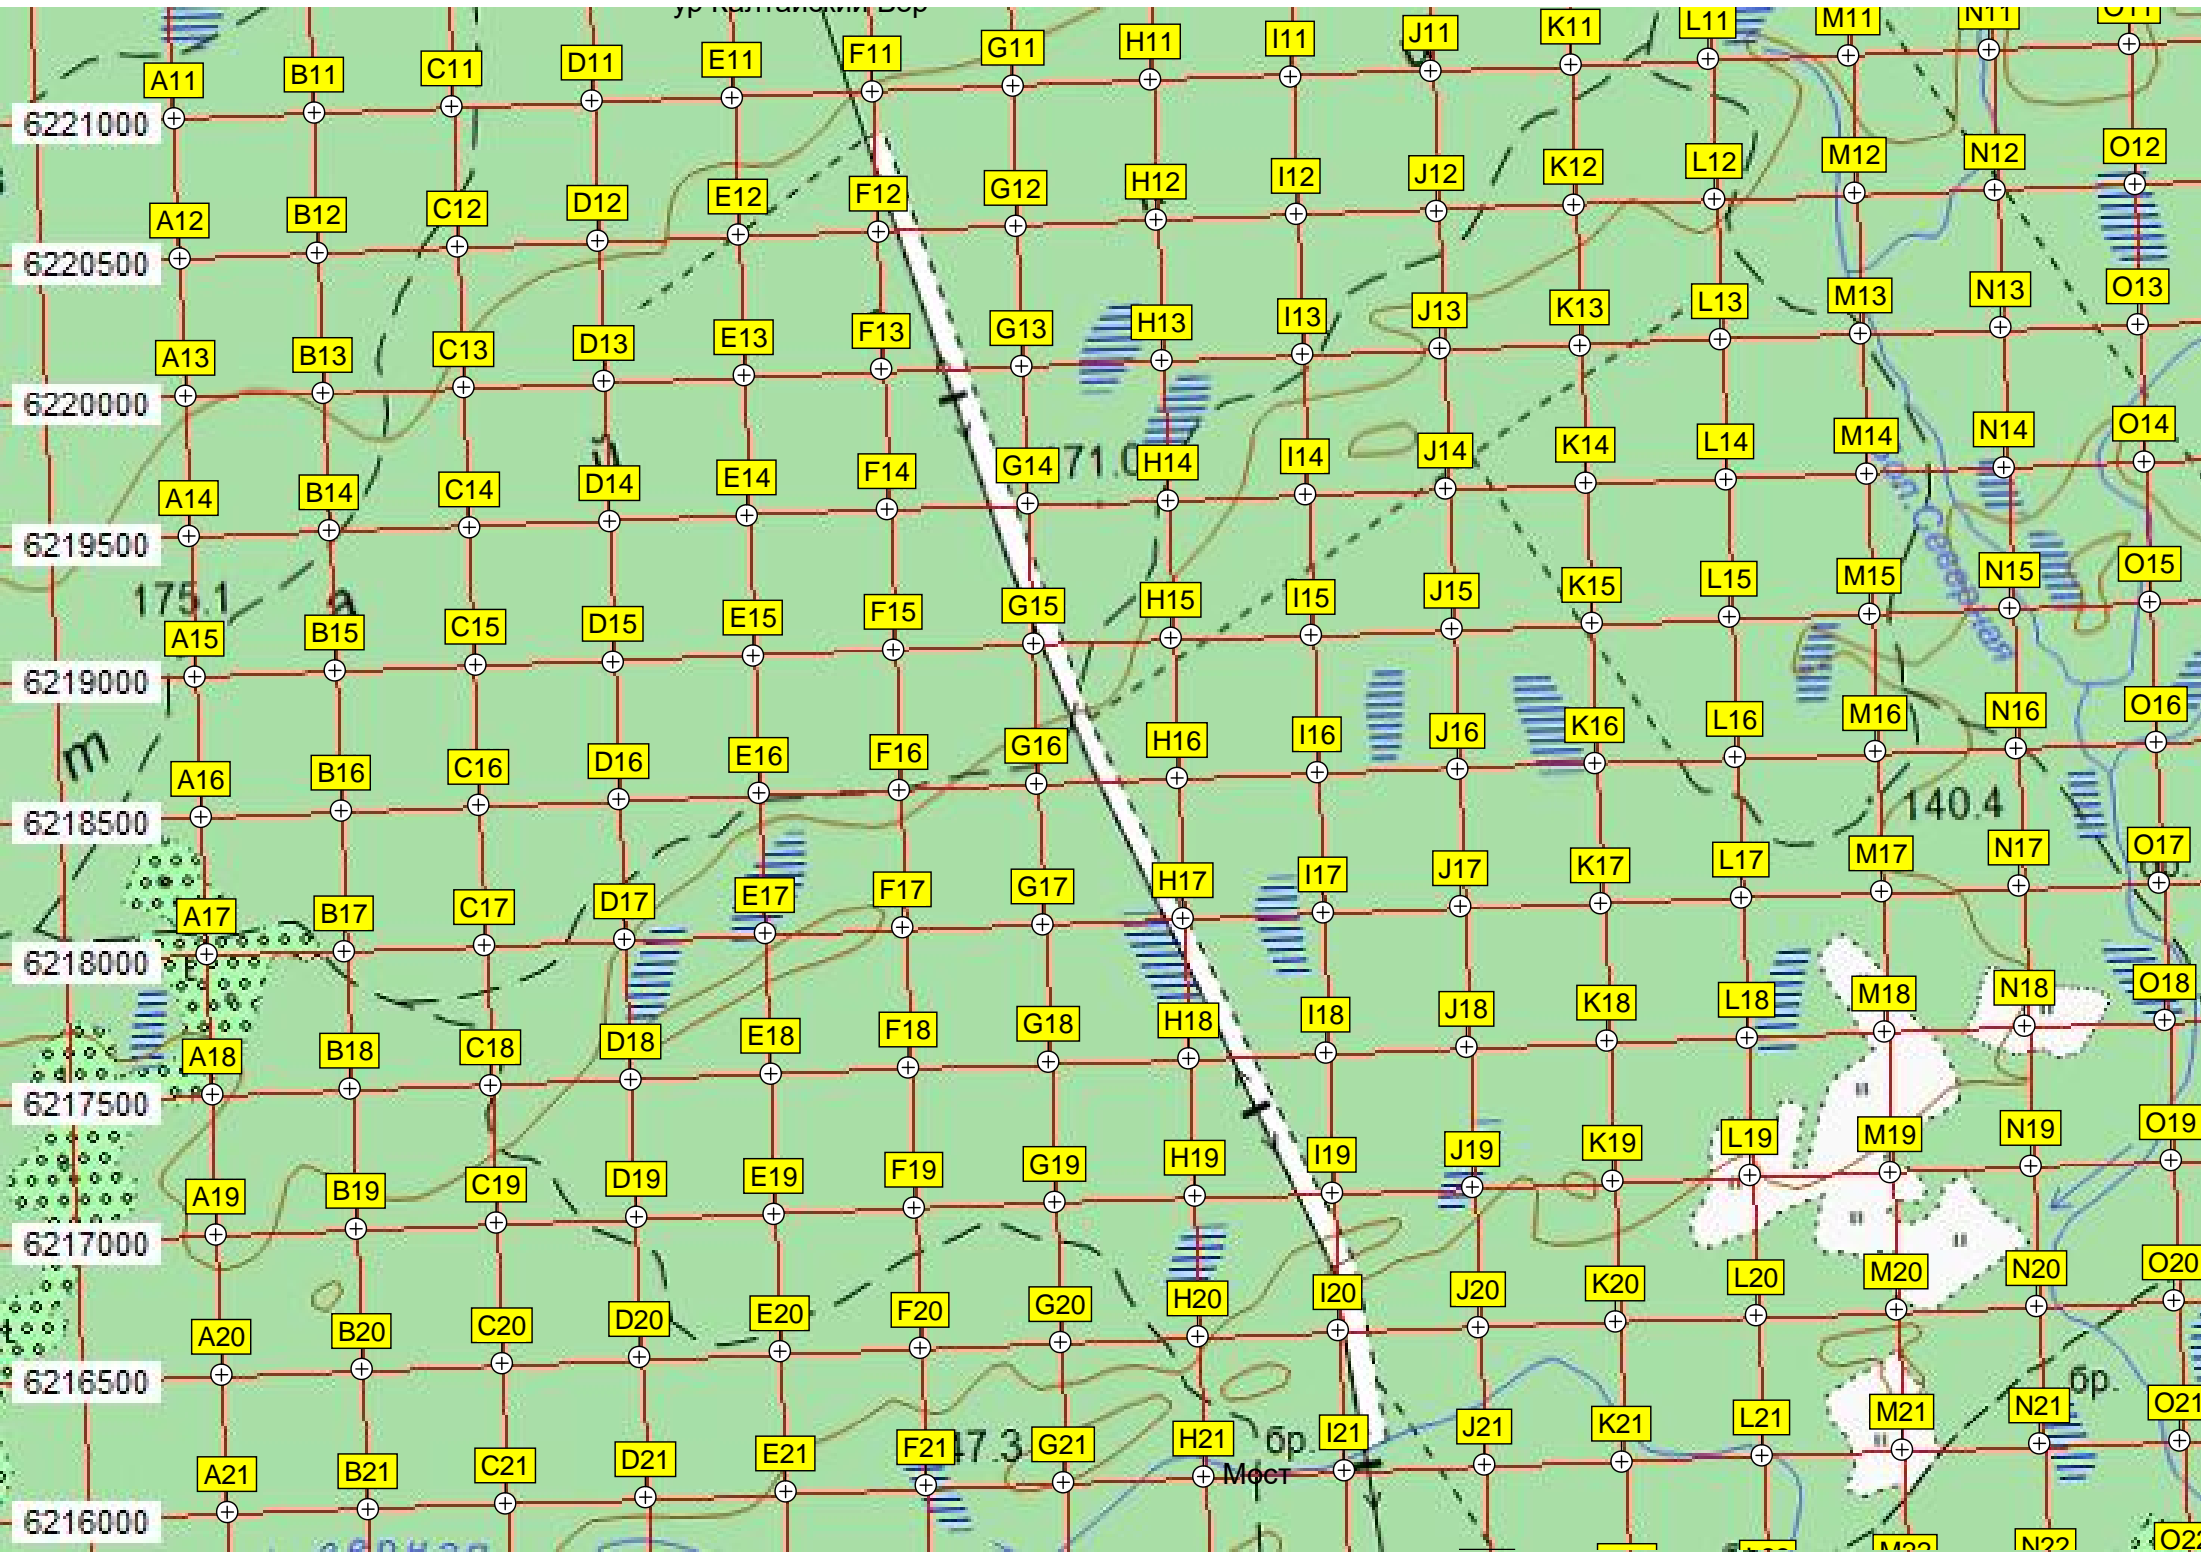 ур Калтайский Бор
A11 B11 C11 D11 E11 F11 G11 H11 I11 J11 K11 L11 M11 N11 O11
6221000
A12 B12 C12 D12 E12 F12 G12 H12 I12 J12 K12 L12 M12 N12 O12
6220500
A13 B13 C13 D13 E13 F13 G13 H13 I13 J13 K13 L13 M13 N13 O13
6220000
й
71.0
A14 B14 C14 D14 E14 F14 G14 H14 I14 J14 K14 L14 M14 N14 O14
6219500
Северная
175.1
а
A15 B15 C15 D15 E15 F15 G15 H15 I15 J15 K15 L15 M15 N15 O15
6219000
т
A16 B16 C16 D16 E16 F16 G16 H16 I16 J16 K16 L16 M16 N16 O16
6218500
140.4
A17 B17 C17 D17 E17 F17 G17 H17 I17 J17 K17 L17 M17 N17 O17
6218000
A18 B18 C18 D18 E18 F18 G18 H18 I18 J18 K18 L18 M18 N18 O18
6217500
A19 B19 C19 D19 E19 F19 G19 H19 I19 J19 K19 L19 M19 N19 O19
6217000
A20 B20 C20 D20 E20 F20 G20 H20 I20 J20 K20 L20 M20 N20 O20
6216500
бр.
47.3
бр.
A21 B21 C21 D21 E21 F21 G21 H21 I21 J21 K21 L21 M21 N21 O21
Мост
6216000
M22 N22 O22